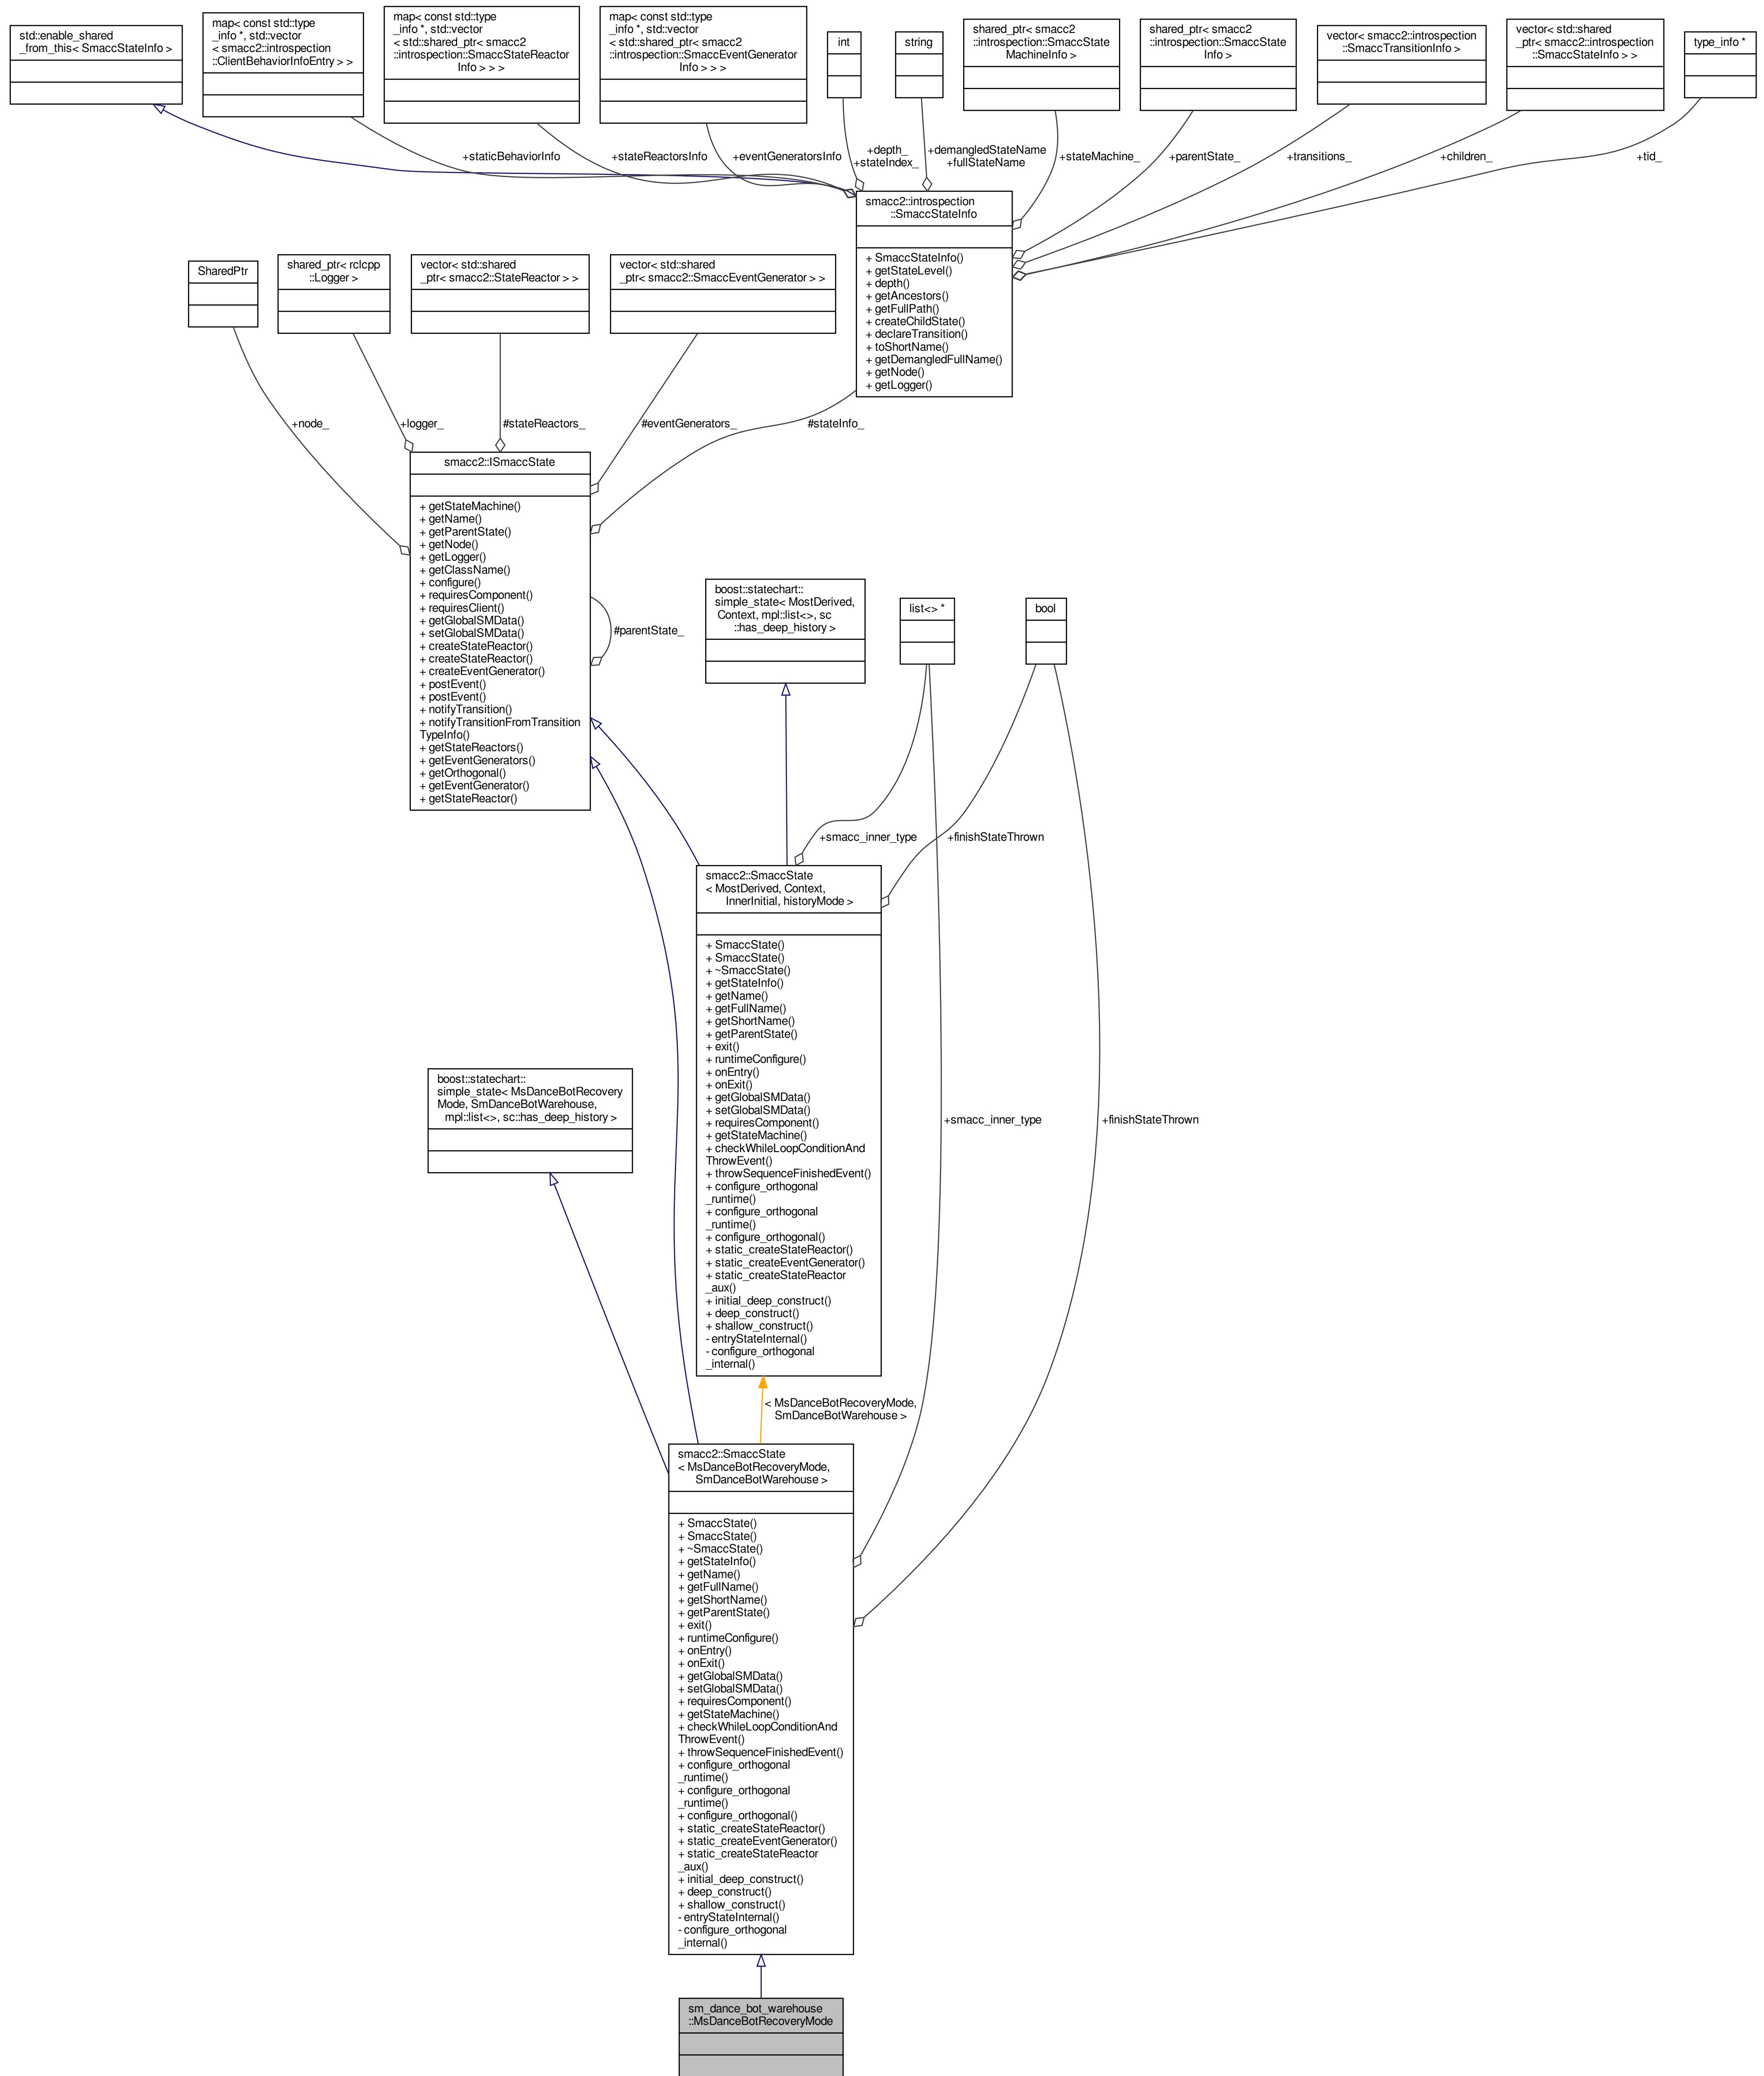 std::enable_shared
_from_this< SmaccStateInfo >
map< const std::type
_info *, std::vector
< smacc2::introspection
::ClientBehaviorInfoEntry > >
map< const std::type
_info *, std::vector
< std::shared_ptr< smacc2
::introspection::SmaccStateReactor
Info > > >
map< const std::type
_info *, std::vector
< std::shared_ptr< smacc2
::introspection::SmaccEventGenerator
Info > > >
int
string
shared_ptr< smacc2
::introspection::SmaccState
MachineInfo >
shared_ptr< smacc2
::introspection::SmaccState
Info >
vector< smacc2::introspection
::SmaccTransitionInfo >
vector< std::shared
_ptr< smacc2::introspection
::SmaccStateInfo > >
type_info *
+staticBehaviorInfo
+stateReactorsInfo
+eventGeneratorsInfo
+depth_
+stateIndex_
+demangledStateName
+fullStateName
+stateMachine_
+parentState_
+transitions_
+children_
+tid_
smacc2::introspection
::SmaccStateInfo
+ SmaccStateInfo()
+ getStateLevel()
+ depth()
+ getAncestors()
+ getFullPath()
+ createChildState()
+ declareTransition()
+ toShortName()
+ getDemangledFullName()
+ getNode()
+ getLogger()
SharedPtr
shared_ptr< rclcpp
::Logger >
vector< std::shared
_ptr< smacc2::StateReactor > >
vector< std::shared
_ptr< smacc2::SmaccEventGenerator > >
+node_
+logger_
#stateReactors_
#eventGenerators_
#stateInfo_
smacc2::ISmaccState
+ getStateMachine()
+ getName()
+ getParentState()
+ getNode()
+ getLogger()
+ getClassName()
+ configure()
+ requiresComponent()
+ requiresClient()
+ getGlobalSMData()
+ setGlobalSMData()
+ createStateReactor()
+ createStateReactor()
+ createEventGenerator()
+ postEvent()
+ postEvent()
+ notifyTransition()
+ notifyTransitionFromTransition
TypeInfo()
+ getStateReactors()
+ getEventGenerators()
+ getOrthogonal()
+ getEventGenerator()
+ getStateReactor()
#parentState_
boost::statechart::
simple_state< MostDerived,
Context, mpl::list<>, sc
::has_deep_history >
list<> *
bool
+smacc_inner_type
+finishStateThrown
smacc2::SmaccState
< MostDerived, Context,
InnerInitial, historyMode >
+ SmaccState()
+ SmaccState()
+ ~SmaccState()
+ getStateInfo()
+ getName()
+ getFullName()
+ getShortName()
+ getParentState()
+ exit()
+ runtimeConfigure()
+ onEntry()
+ onExit()
+ getGlobalSMData()
+ setGlobalSMData()
+ requiresComponent()
+ getStateMachine()
+ checkWhileLoopConditionAnd
ThrowEvent()
+ throwSequenceFinishedEvent()
+ configure_orthogonal
_runtime()
+ configure_orthogonal
_runtime()
+ configure_orthogonal()
+ static_createStateReactor()
+ static_createEventGenerator()
+ static_createStateReactor
_aux()
+ initial_deep_construct()
+ deep_construct()
+ shallow_construct()
- entryStateInternal()
- configure_orthogonal
_internal()
boost::statechart::
simple_state< MsDanceBotRecovery
Mode, SmDanceBotWarehouse,
mpl::list<>, sc::has_deep_history >
+smacc_inner_type
+finishStateThrown
< MsDanceBotRecoveryMode,
SmDanceBotWarehouse >
smacc2::SmaccState
< MsDanceBotRecoveryMode,
SmDanceBotWarehouse >
+ SmaccState()
+ SmaccState()
+ ~SmaccState()
+ getStateInfo()
+ getName()
+ getFullName()
+ getShortName()
+ getParentState()
+ exit()
+ runtimeConfigure()
+ onEntry()
+ onExit()
+ getGlobalSMData()
+ setGlobalSMData()
+ requiresComponent()
+ getStateMachine()
+ checkWhileLoopConditionAnd
ThrowEvent()
+ throwSequenceFinishedEvent()
+ configure_orthogonal
_runtime()
+ configure_orthogonal
_runtime()
+ configure_orthogonal()
+ static_createStateReactor()
+ static_createEventGenerator()
+ static_createStateReactor
_aux()
+ initial_deep_construct()
+ deep_construct()
+ shallow_construct()
- entryStateInternal()
- configure_orthogonal
_internal()
sm_dance_bot_warehouse
::MsDanceBotRecoveryMode